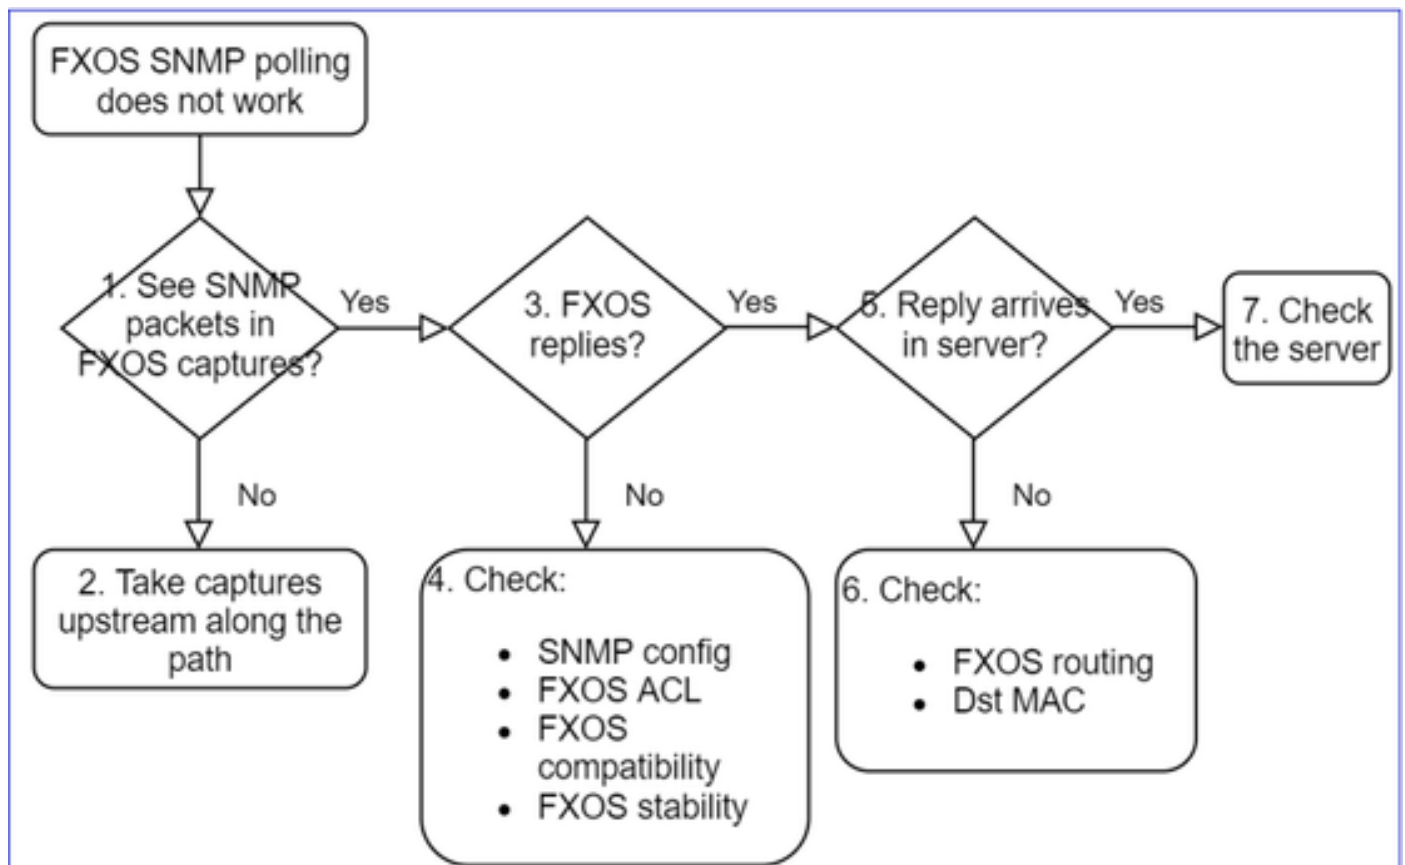 FXOS SNMP polling
does not work
1. See SNMP
packets in
FXOS captures?
Yes
3. FXOS
replies?
Yes
5. Reply arrives
in server?
Yes
7. Check
the server
No
No
No
2. Take captures
upstream along the
path
4. Check:
• SNMP config
• FXOS ACL
• FXOS
compatibility
• FXOS stability
6. Check:
• FXOS routing
• Dst MAC